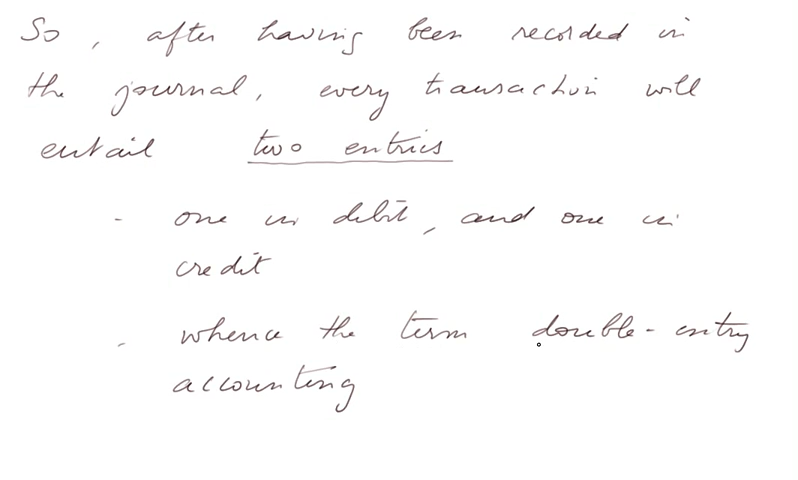 So, after having been recorded in
the journal, every transaction will
entail two entries
- one in debit, and one in
credit
- whence the term double-entry
accounting